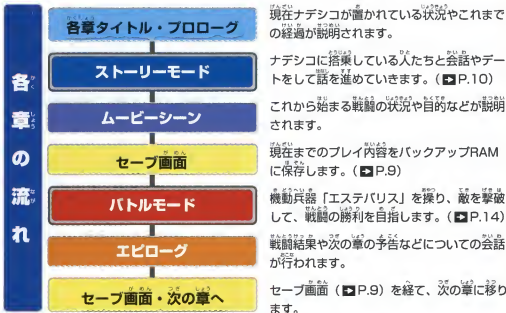 各章の流れ
各章タイトル・プロローグ
現在ナデシコが置かれている状況やこれまで
の経過が説明されます。
ストーリーモード
ナデシコに搭乗している人たちと会話やデー
トをして話を進めていきます。(➡P.10)
ムービーシーン
これから始まる戦闘の状況や目的などが説明
されます。
セーブ画面
現在までのプレイ内容をバックアップRAM
に保存します。(➡P.9)
バトルモード
機動兵器「エステバリス」を操り、敵を撃破
して、戦闘の勝利を目指します。(➡P.14)
エピローグ
戦闘結果や次の章の予告などについての会話
が行われます。
セーブ画面・次の章へ
セーブ画面(➡P.9)を経て、次の章に移り
ます。